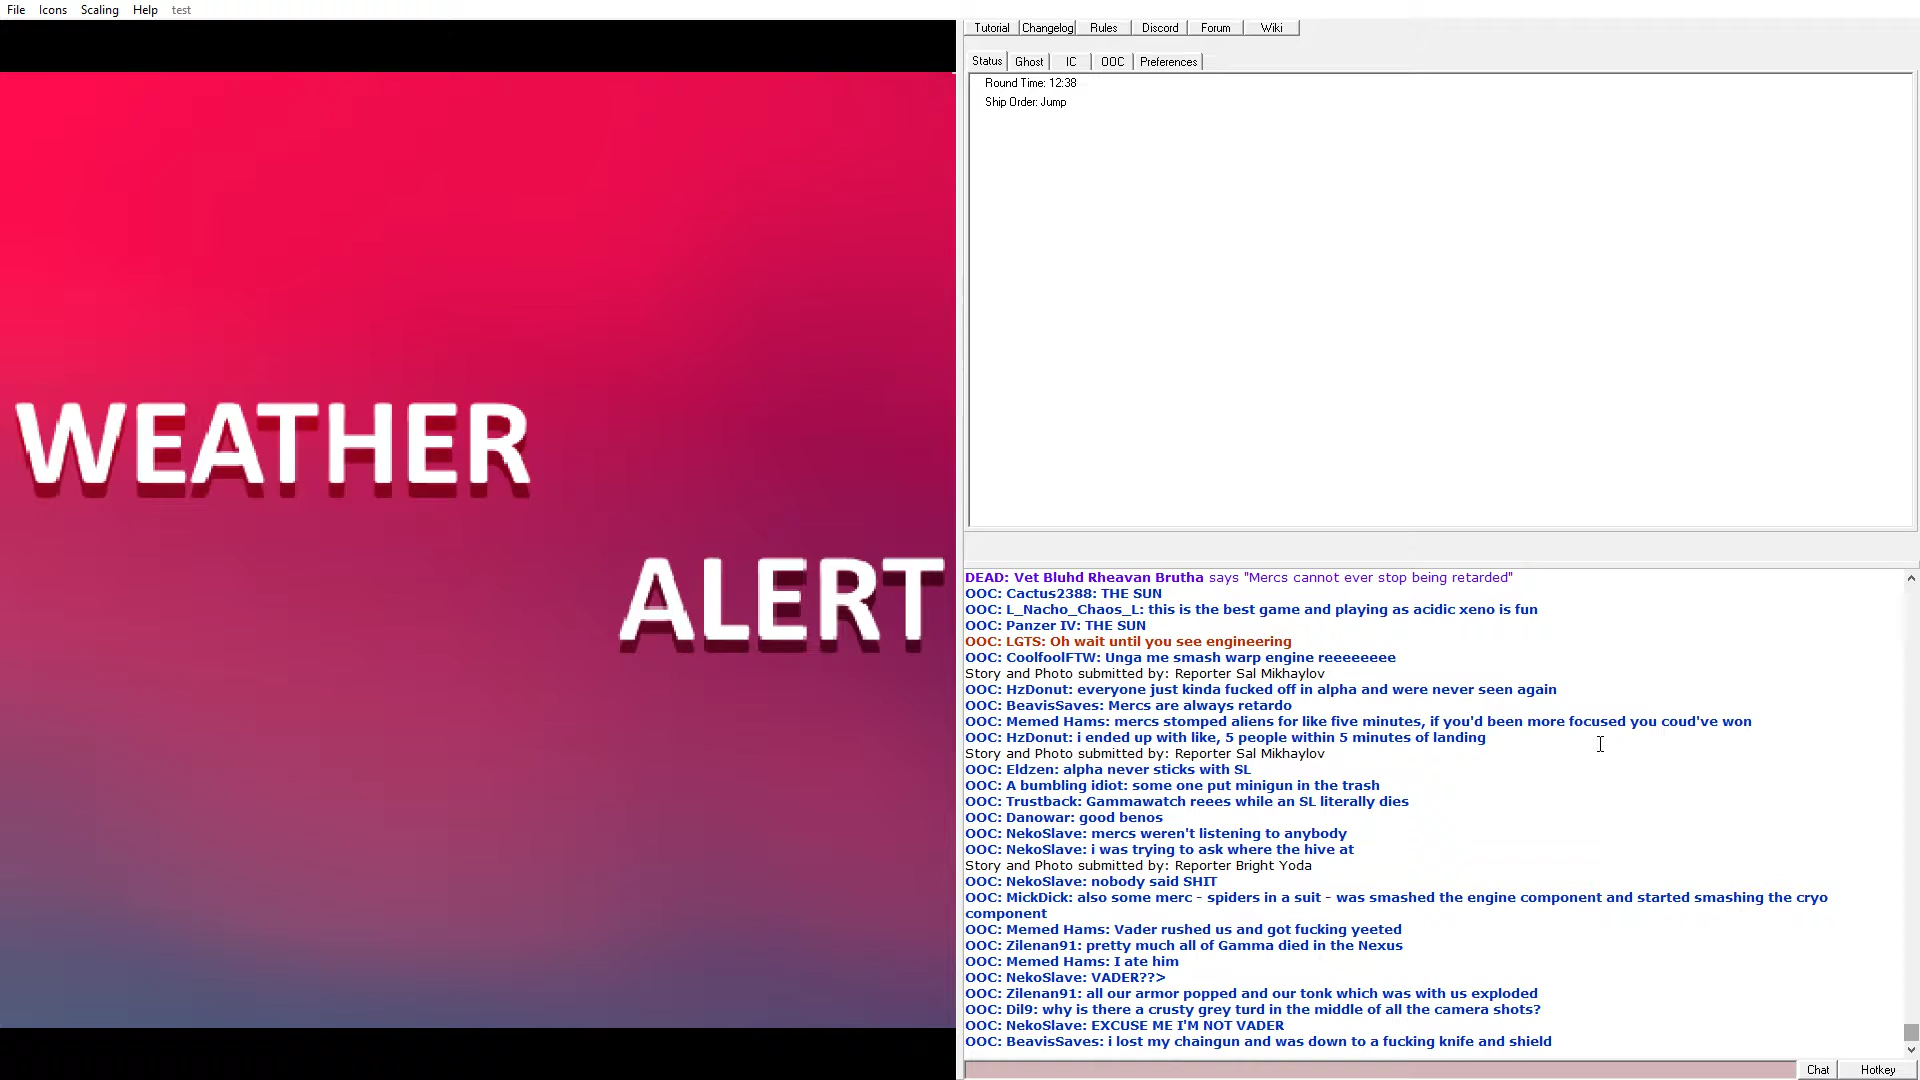 File Icons Scaling Help test
Tutorial Changelog Rules Discord Forum Wiki
Status Ghost IC OOC Preferences
Round Time: 12:38
Ship Order: Jump
WEATHER
ALERT
DEAD: Vet Bluhd Rheavan Brutha says "Mercs cannot ever stop being retarded"
OOC: Cactus2388: THE SUN
OOC: L_Nacho_Chaos_L: this is the best game and playing as acidic xeno is fun
OOC: Panzer IV: THE SUN
OOC: LGTS: Oh wait until you see engineering
OOC: CoolfoolFTW: Unga me smash warp engine reeeeeeee
Story and Photo submitted by: Reporter Sal Mikhaylov
OOC: HzDonut: everyone just kinda fucked off in alpha and were never seen again
OOC: BeavisSaves: Mercs are always retardo
OOC: Memed Hams: mercs stomped aliens for like five minutes, if you'd been more focused you coud've won
OOC: HzDonut: i ended up with like, 5 people within 5 minutes of landing
Story and Photo submitted by: Reporter Sal Mikhaylov
OOC: Eldzen: alpha never sticks with SL
OOC: A bumbling idiot: some one put minigun in the trash
OOC: Trustback: Gammawatch reees while an SL literally dies
OOC: Danowar: good benos
OOC: NekoSlave: mercs weren't listening to anybody
OOC: NekoSlave: i was trying to ask where the hive at
Story and Photo submitted by: Reporter Bright Yoda
OOC: NekoSlave: nobody said SHIT
OOC: MickDick: also some merc - spiders in a suit - was smashed the engine component and started smashing the cryo
component
OOC: Memed Hams: Vader rushed us and got fucking yeeted
OOC: Zilenan91: pretty much all of Gamma died in the Nexus
OOC: Memed Hams: I ate him
OOC: NekoSlave: VADER??>
OOC: Zilenan91: all our armor popped and our tonk which was with us exploded
OOC: Dil9: why is there a crusty grey turd in the middle of all the camera shots?
OOC: NekoSlave: EXCUSE ME I'M NOT VADER
OOC: BeavisSaves: i lost my chaingun and was down to a fucking knife and shield
Chat Hotkey